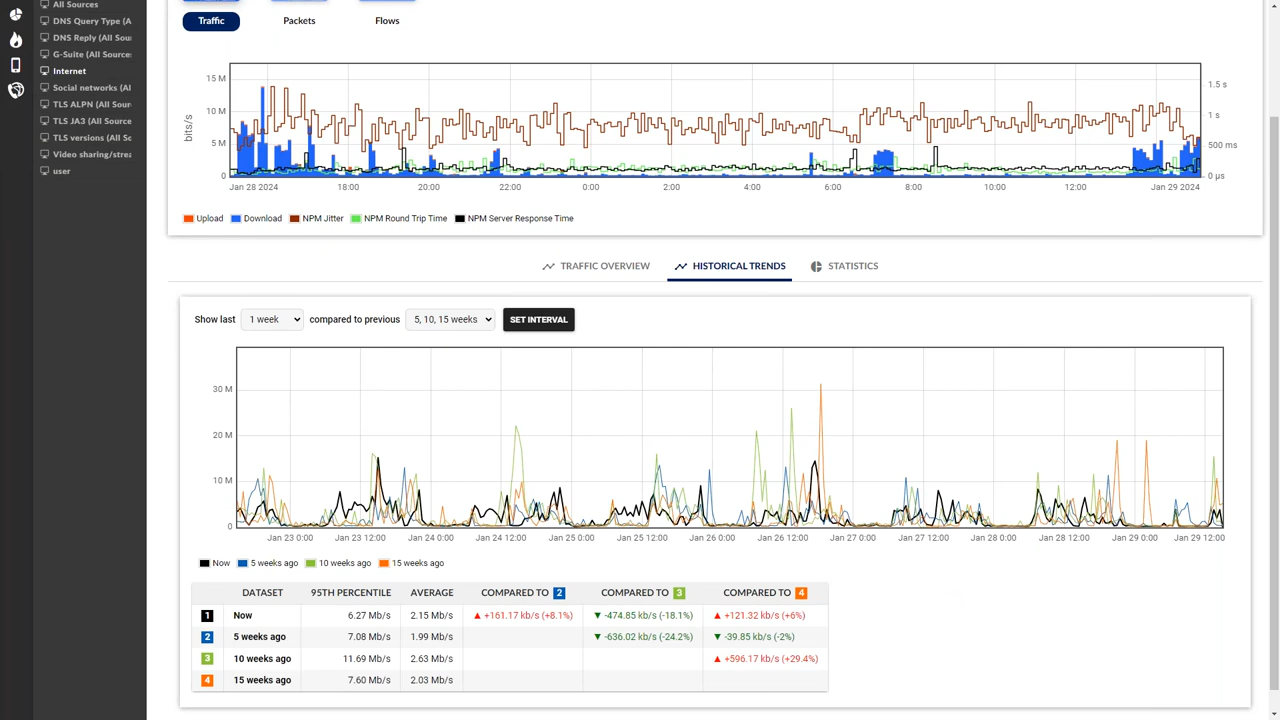 All Sources
DNS Query Type (A
DNS Reply (All Sou
G-Suite (All Source
Internet
Social networks (Al
TLS ALPN (All Sour
TLS JA3 (All Source
TLS versions (All Sc
Video sharing/strea
user
Traffic Packets Flows
bits/s
15 M 1.5 s
10 M 1 s
5 M 500 ms
0 0 µs
Jan 28 2024 18:00 20:00 22:00 0:00 2:00 4:00 6:00 8:00 10:00 12:00 Jan 29 2024
Upload Download NPM Jitter NPM Round Trip Time NPM Server Response Time
TRAFFIC OVERVIEW HISTORICAL TRENDS STATISTICS
Show last 1 week compared to previous 5, 10, 15 weeks SET INTERVAL
30 M
20 M
10 M
0
Jan 23 0:00 Jan 23 12:00 Jan 24 0:00 Jan 24 12:00 Jan 25 0:00 Jan 25 12:00 Jan 26 0:00 Jan 26 12:00 Jan 27 0:00 Jan 27 12:00 Jan 28 0:00 Jan 28 12:00 Jan 29 0:00 Jan 29 12:00
Now 5 weeks ago 10 weeks ago 15 weeks ago
DATASET 95TH PERCENTILE AVERAGE COMPARED TO 2 COMPARED TO 3 COMPARED TO 4
1 Now 6.27 Mb/s 2.15 Mb/s ▲ +161.17 kb/s (+8.1%) ▼ -474.85 kb/s (-18.1%) ▲ +121.32 kb/s (+6%)
2 5 weeks ago 7.08 Mb/s 1.99 Mb/s ▼ -636.02 kb/s (-24.2%) ▼ -39.85 kb/s (-2%)
3 10 weeks ago 11.69 Mb/s 2.63 Mb/s ▲ +596.17 kb/s (+29.4%)
4 15 weeks ago 7.60 Mb/s 2.03 Mb/s